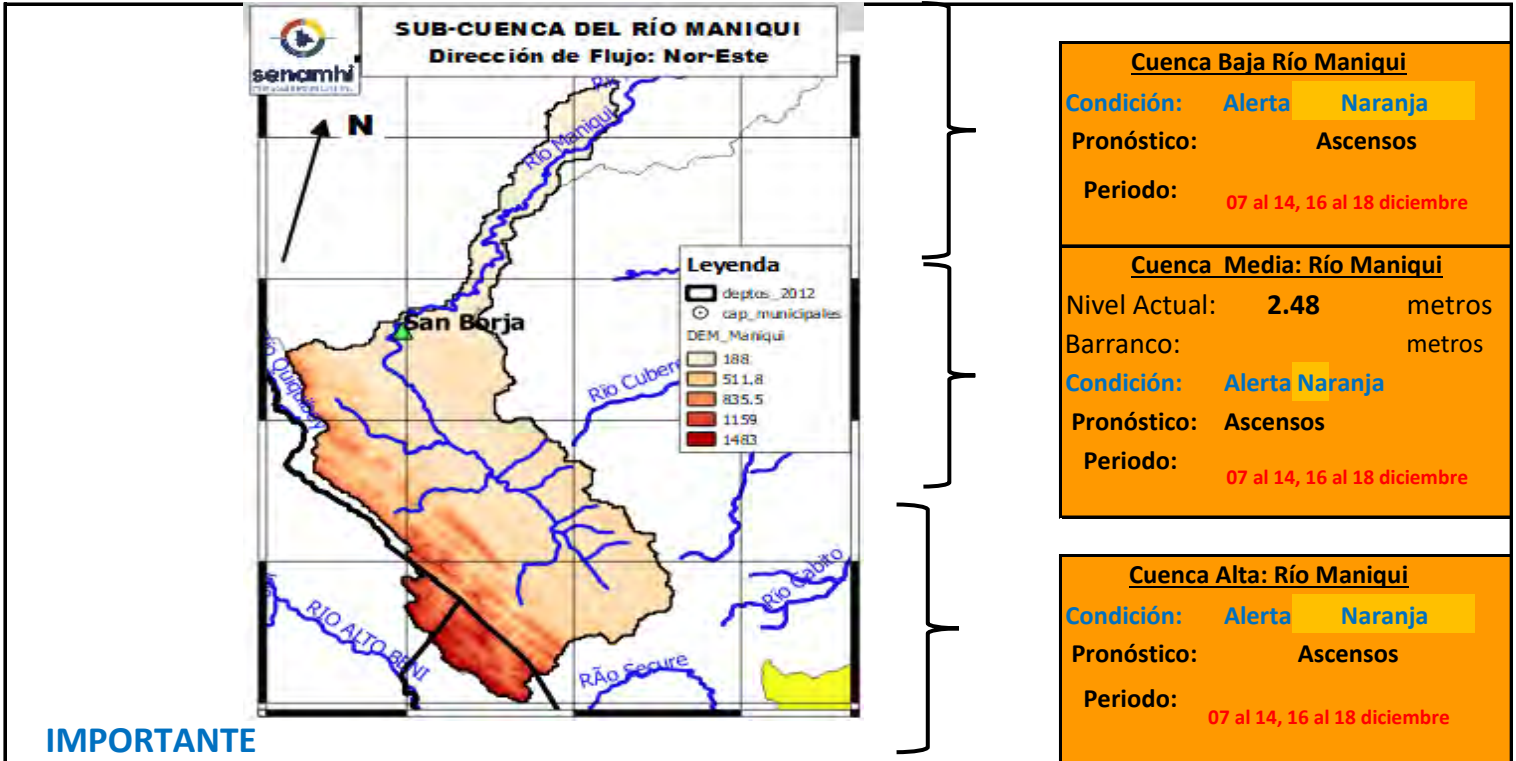 SUB-CUENCA DEL RÍO MANIQUI
Dirección de Flujo: Nor-Este
senamhi
N
Río Maniqui
San Borja
Río Cubere
RIO ALTO BENI
RÃo Secure
Río Cabito
Leyenda
deptos_2012
cap_municipales
DEM_Maniqui
188
511.8
835.5
1159
1483
Cuenca Baja Río Maniqui
Condición: Alerta Naranja
Pronóstico: Ascensos
Periodo: 07 al 14, 16 al 18 diciembre
Cuenca Media: Río Maniqui
Nivel Actual: 2.48 metros
Barranco: metros
Condición: Alerta Naranja
Pronóstico: Ascensos
Periodo: 07 al 14, 16 al 18 diciembre
Cuenca Alta: Río Maniqui
Condición: Alerta Naranja
Pronóstico: Ascensos
Periodo: 07 al 14, 16 al 18 diciembre
IMPORTANTE